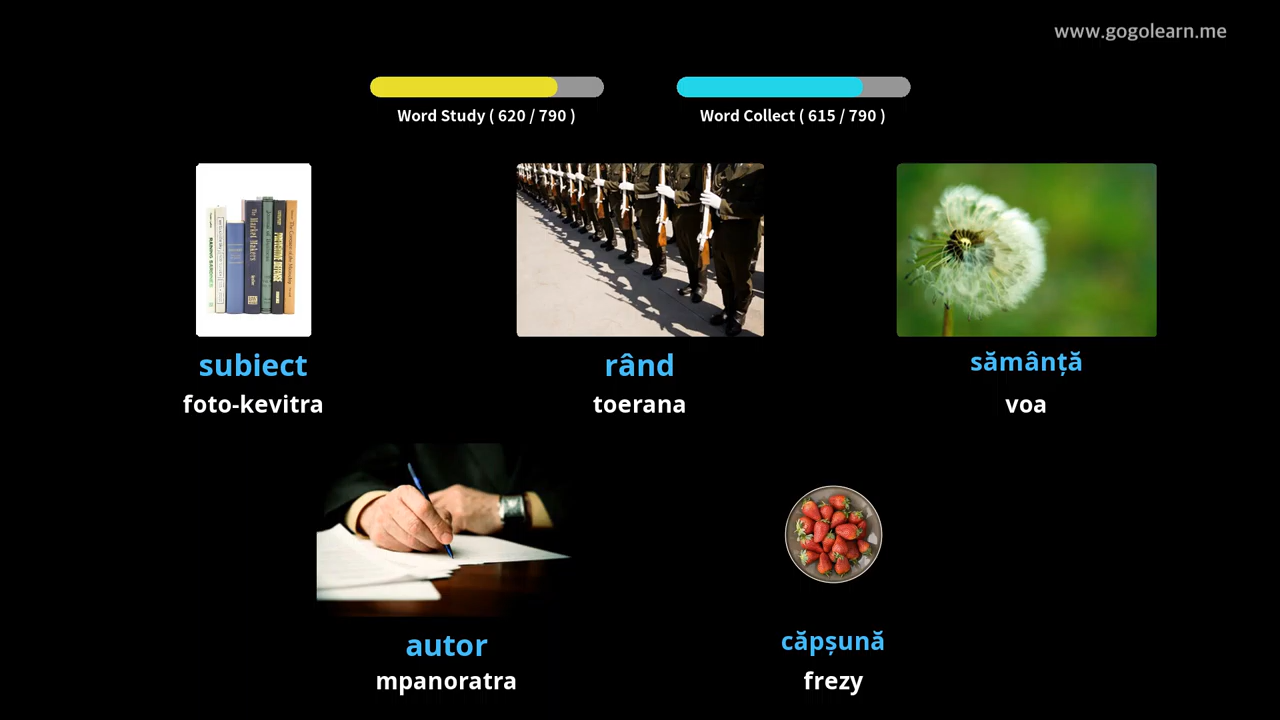 www.gogolearn.me
Word Study ( 620 / 790 )
Word Collect ( 615 / 790 )
subiect
foto-kevitra
rând
toerana
sămânță
voa
autor
mpanoratra
căpșună
frezy